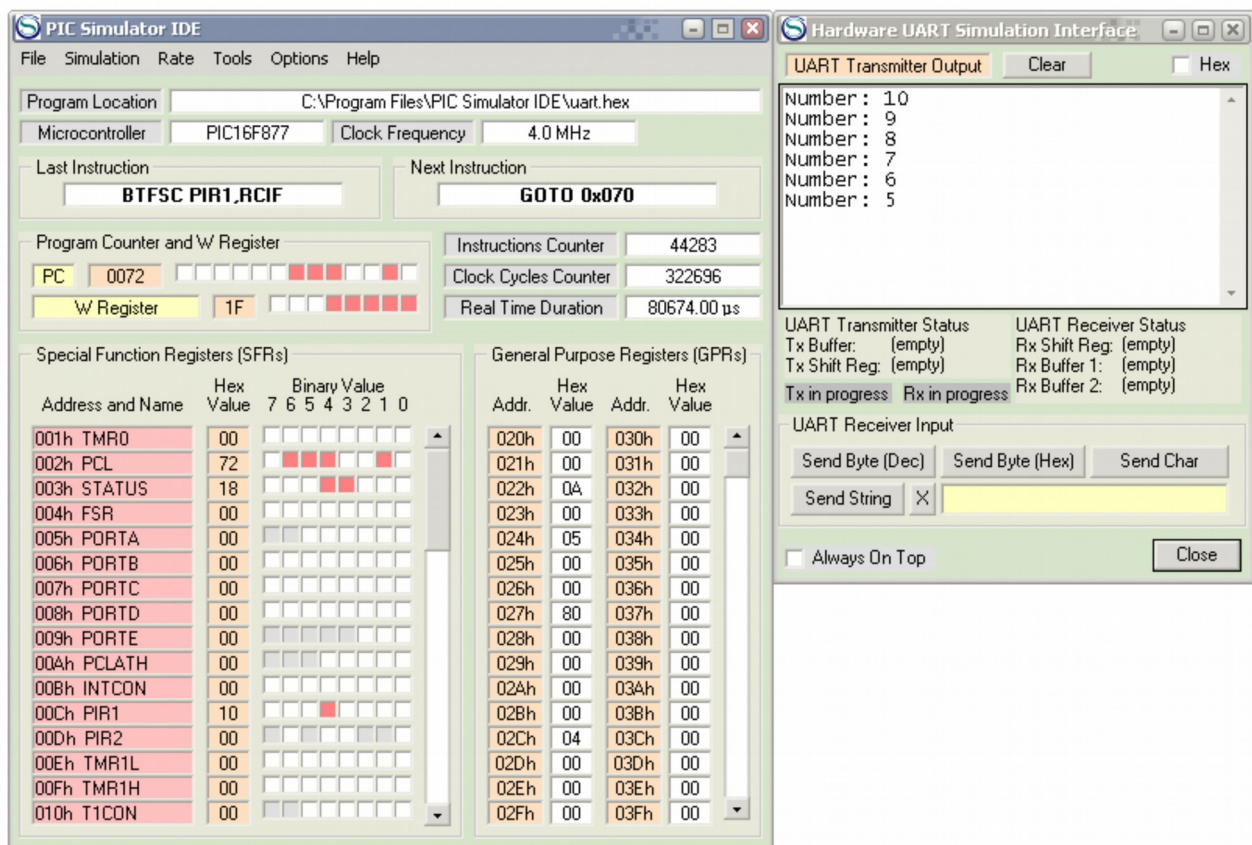 PIC Simulator IDE
File Simulation Rate Tools Options Help
Program Location C:\Program Files\PIC Simulator IDE\uart.hex
Microcontroller PIC16F877 Clock Frequency 4.0 MHz
Last Instruction Next Instruction
BTFSC PIR1,RCIF GOTO 0x070
Program Counter and W Register Instructions Counter 44283
PC 0072 Clock Cycles Counter 322696
W Register 1F Real Time Duration 80674.00 µs
Special Function Registers (SFRs) General Purpose Registers (GPRs)
Hex Binary Value Hex Hex
Address and Name Value 7 6 5 4 3 2 1 0 Addr. Value Addr. Value
001h TMR0 00 020h 00 030h 00
002h PCL 72 021h 00 031h 00
003h STATUS 18 022h 0A 032h 00
004h FSR 00 023h 00 033h 00
005h PORTA 00 024h 05 034h 00
006h PORTB 00 025h 00 035h 00
007h PORTC 00 026h 00 036h 00
008h PORTD 00 027h 80 037h 00
009h PORTE 00 028h 00 038h 00
00Ah PCLATH 00 029h 00 039h 00
00Bh INTCON 00 02Ah 00 03Ah 00
00Ch PIR1 10 02Bh 00 03Bh 00
00Dh PIR2 00 02Ch 04 03Ch 00
00Eh TMR1L 00 02Dh 00 03Dh 00
00Fh TMR1H 00 02Eh 00 03Eh 00
010h T1CON 00 02Fh 00 03Fh 00
Hardware UART Simulation Interface
UART Transmitter Output Clear Hex
Number: 10
Number: 9
Number: 8
Number: 7
Number: 6
Number: 5
UART Transmitter Status UART Receiver Status
Tx Buffer: (empty) Rx Shift Reg: (empty)
Tx Shift Reg: (empty) Rx Buffer 1: (empty)
Tx in progress Rx in progress Rx Buffer 2: (empty)
UART Receiver Input
Send Byte (Dec) Send Byte (Hex) Send Char
Send String X
Always On Top Close